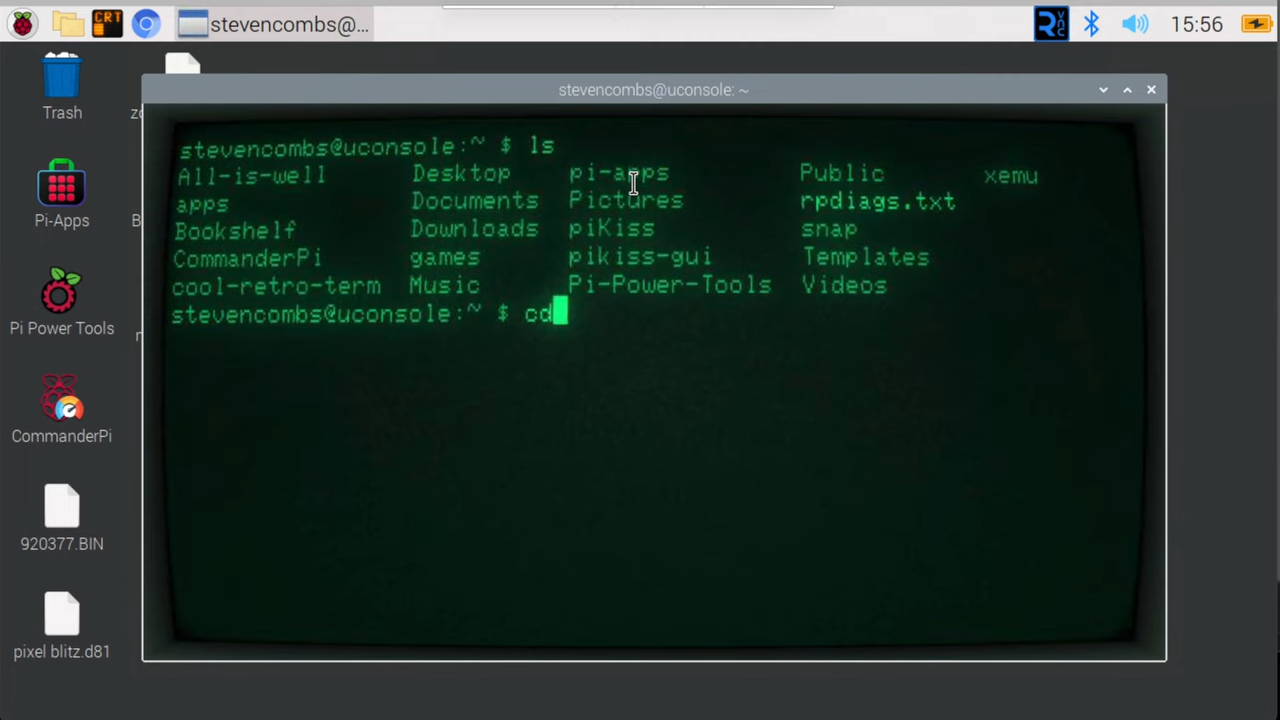 CRT
stevencombs@...
VNC
15:56
Trash
Pi-Apps
Pi Power Tools
CommanderPi
920377.BIN
pixel blitz.d81
stevencombs@uconsole: ~
stevencombs@uconsole:~ $ ls
All-is-well Desktop pi-apps Public xemu
apps Documents Pictures rpdiags.txt
Bookshelf Downloads piKiss snap
CommanderPi games pikiss-gui Templates
cool-retro-term Music Pi-Power-Tools Videos
stevencombs@uconsole:~ $ cd